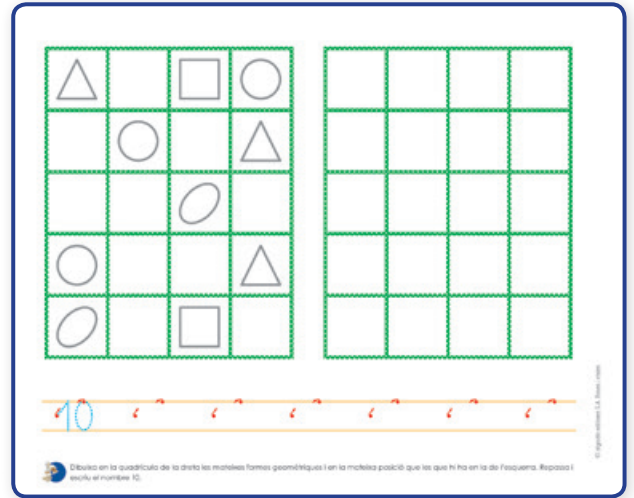 10
Dibuixa en la quadrícula de la dreta les mateixes formes geomètriques i en la mateixa posició que les que hi ha en la de l'esquerra. Repassa i
escriu el nombre 10.